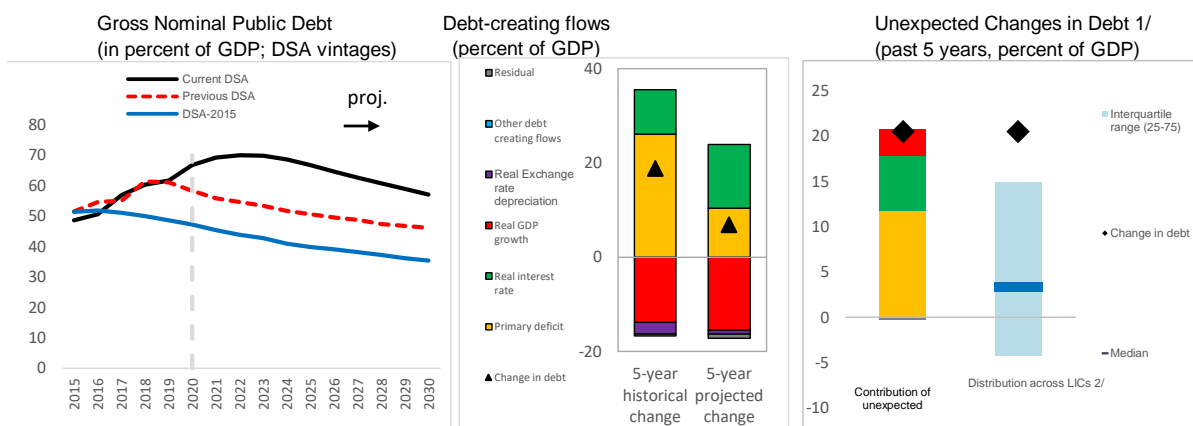 Gross Nominal Public Debt
(in percent of GDP; DSA vintages)
Current DSA
Previous DSA
DSA-2015
proj.
80
70
60
50
40
30
20
10
0
2015
2016
2017
2018
2019
2020
2021
2022
2023
2024
2025
2026
2027
2028
2029
2030
Debt-creating flows
(percent of GDP)
Residual
Other debt
creating flows
Real Exchange
rate
depreciation
Real GDP
growth
Real interest
rate
Primary deficit
Change in debt
40
20
0
-20
5-year
historical
change
5-year
projected
change
Unexpected Changes in Debt 1/
(past 5 years, percent of GDP)
25
20
15
10
5
0
-5
-10
Contribution of
unexpected
Distribution across LICs 2/
Interquartile
range (25-75)
Change in debt
Median